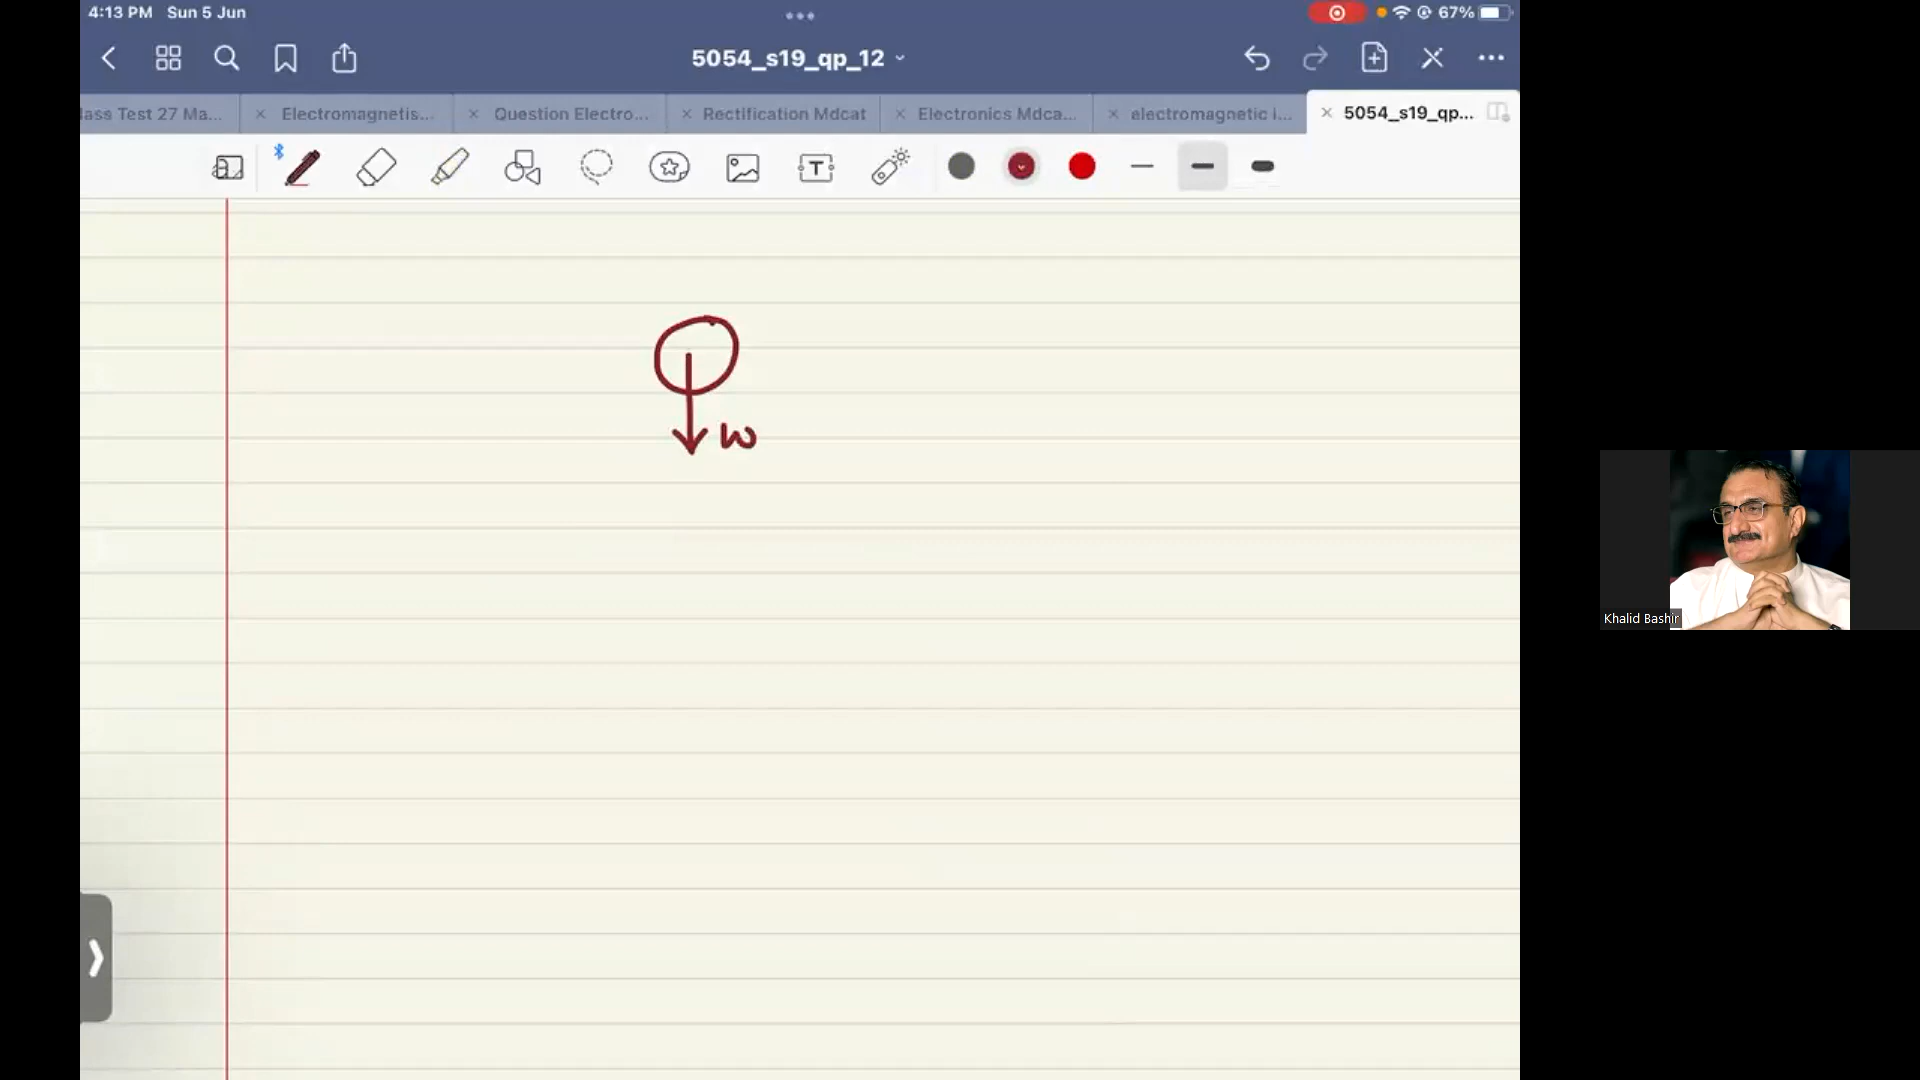 4:13 PM Sun 5 Jun
67%
5054_s19_qp_12
ass Test 27 Ma...
Electromagnetis...
Question Electro...
Rectification Mdcat
Electronics Mdca...
electromagnetic i...
5054_s19_qp...
T
W
Khalid Bashir